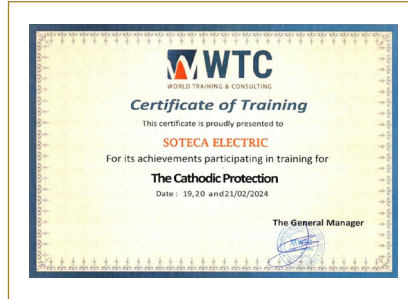 WTC
WORLD TRAINING & CONSULTING
Certificate of Training
This certificate is proudly presented to
SOTECA ELECTRIC
For its achievements participating in training for
The Cathodic Protection
Date : 19,20 and21/02/2024
The General Manager